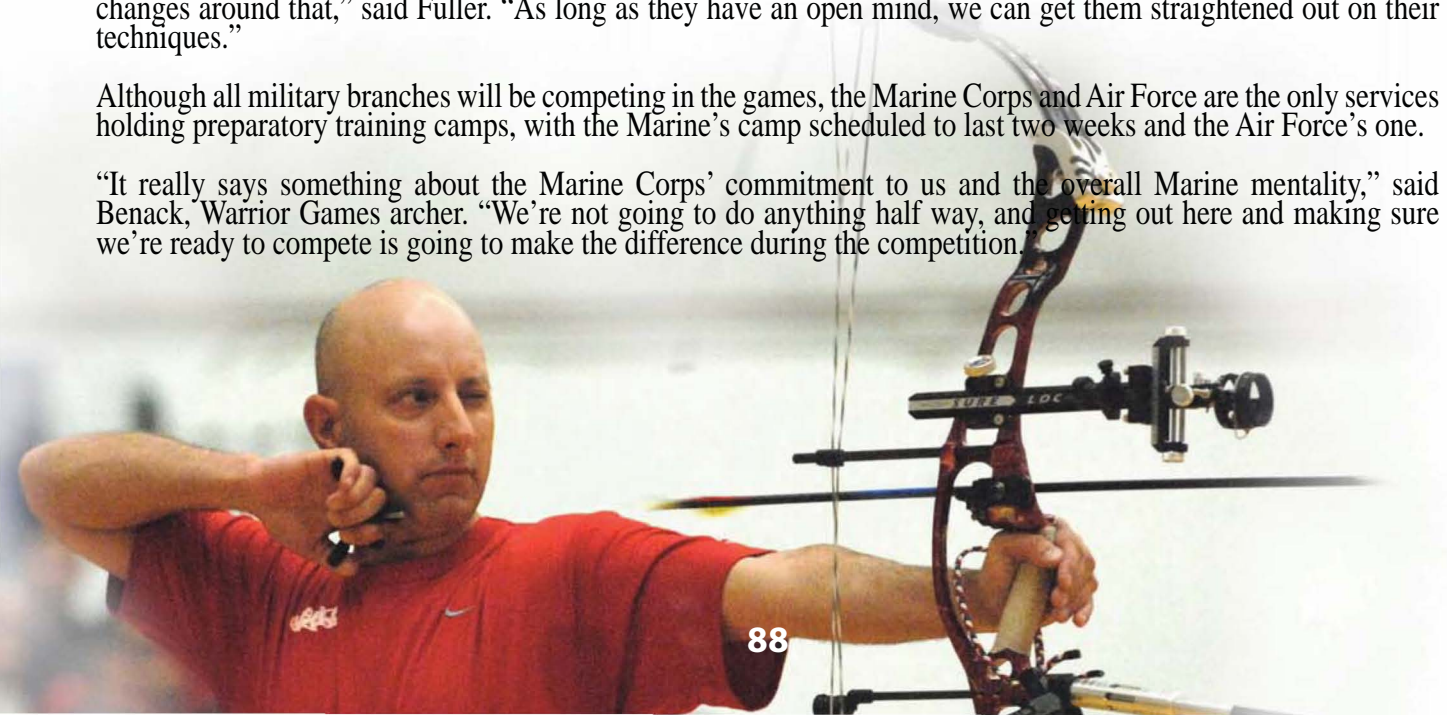 changes around that,” said Fuller. “As long as they have an open mind, we can get them straightened out on their
techniques.”
Although all military branches will be competing in the games, the Marine Corps and Air Force are the only services
holding preparatory training camps, with the Marine’s camp scheduled to last two weeks and the Air Force’s one.
“It really says something about the Marine Corps’ commitment to us and the overall Marine mentality,” said
Benack, Warrior Games archer. “We’re not going to do anything half way, and getting out here and making sure
we’re ready to compete is going to make the difference during the competition.”
SURE LOC
88